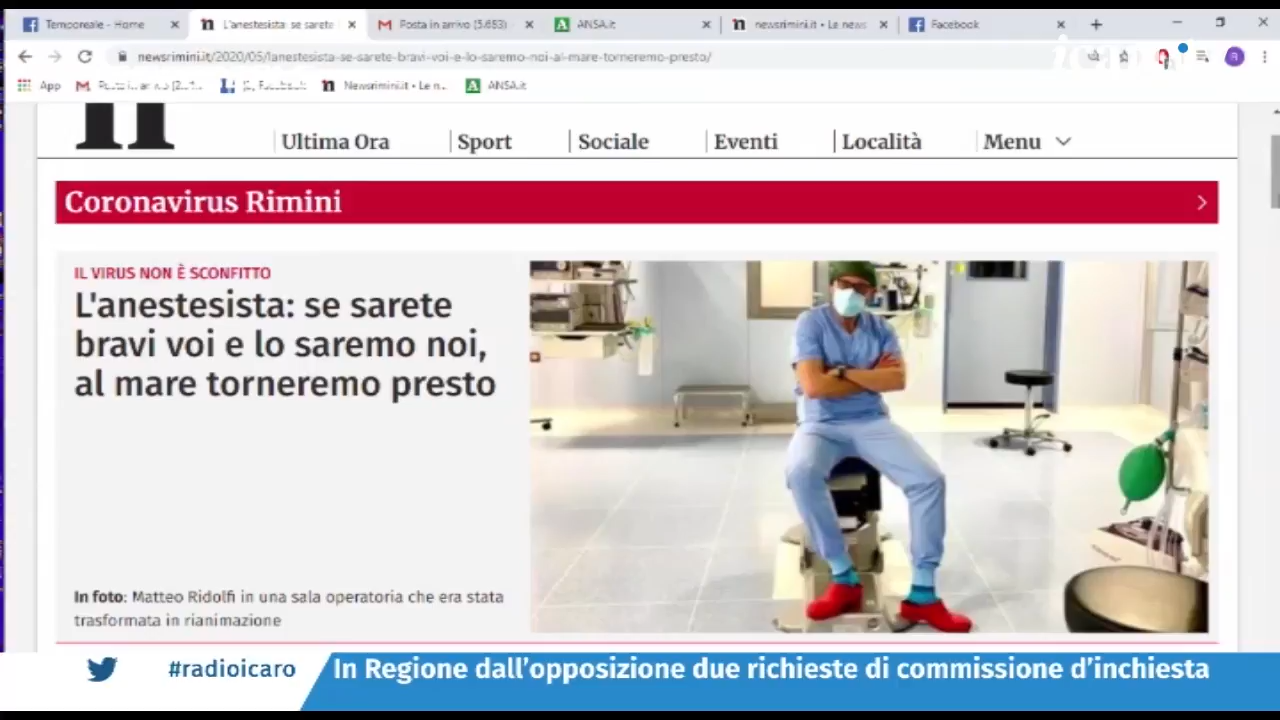 Temporeale - Home
L'anestesista: se sarete
Posta in arrivo (5.683)
ANSA.it
newsrimini.it • Le news
Facebook
newsrimini.it/2020/05/lanestesista-se-sarete-bravi-voi-e-lo-saremo-noi-al-mare-torneremo-presto/
App
Newsrimini.it • Le n...
ANSA.it
Ultima Ora
Sport
Sociale
Eventi
Località
Menu
Coronavirus Rimini
IL VIRUS NON È SCONFITTO
L'anestesista: se sarete
bravi voi e lo saremo noi,
al mare torneremo presto
In foto: Matteo Ridolfi in una sala operatoria che era stata
trasformata in rianimazione
#radioicaro
In Regione dall’opposizione due richieste di commissione d’inchiesta